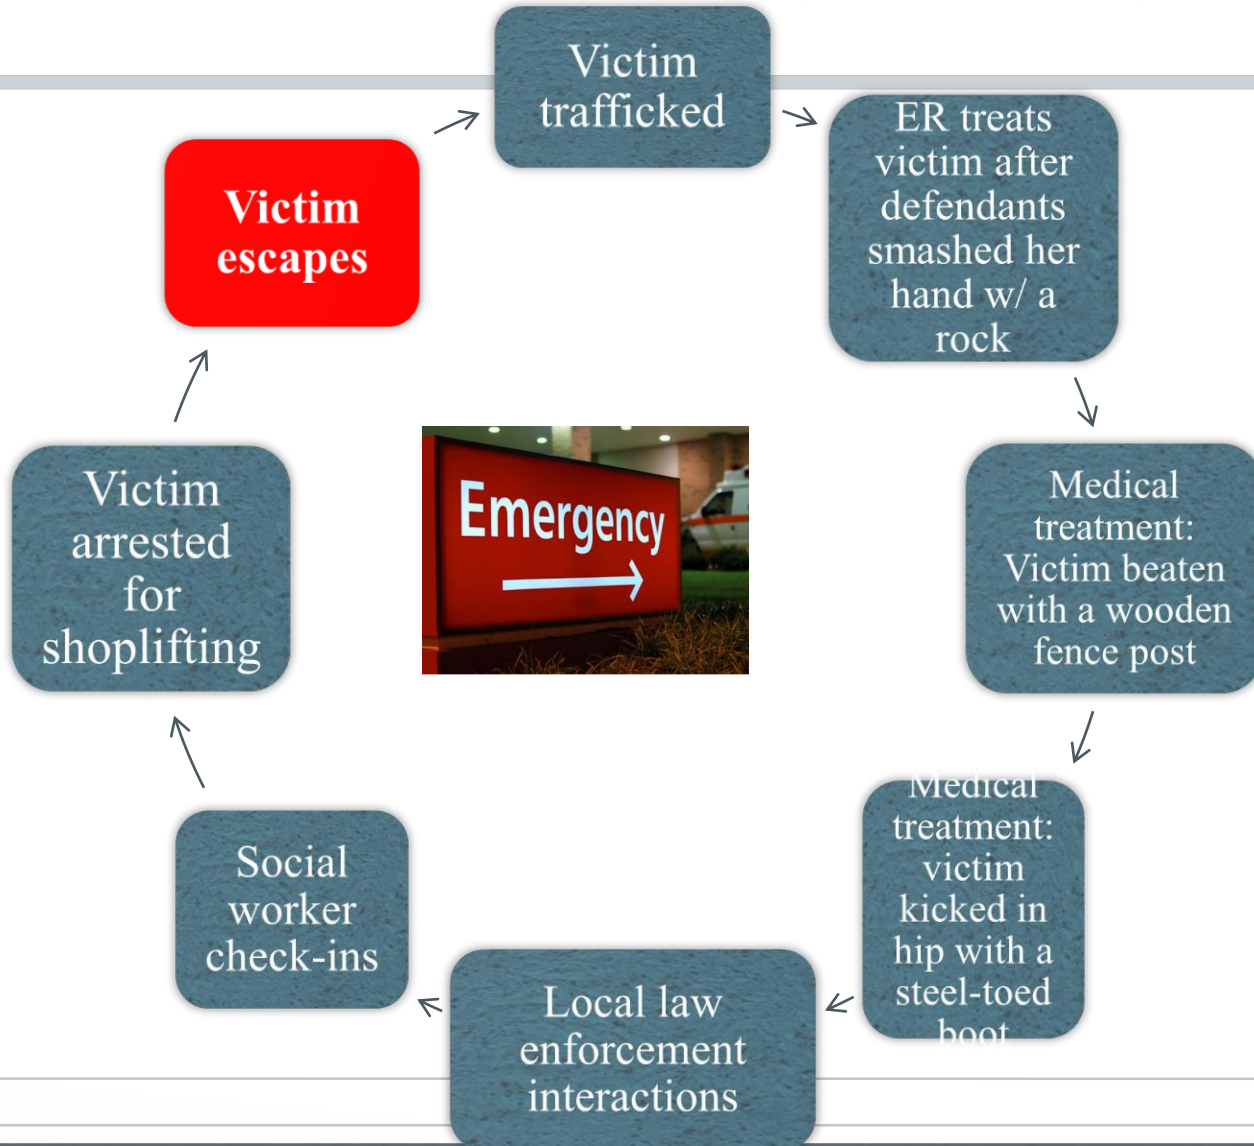 Victim
trafficked
ER treats
victim after
defendants
smashed her
hand w/ a
rock
Medical
treatment:
Victim beaten
with a wooden
fence post
Medical
treatment:
victim
kicked in
hip with a
steel-toed
boot
Local law
enforcement
interactions
Social
worker
check-ins
Victim
arrested
for
shoplifting
Victim
escapes
Emergency